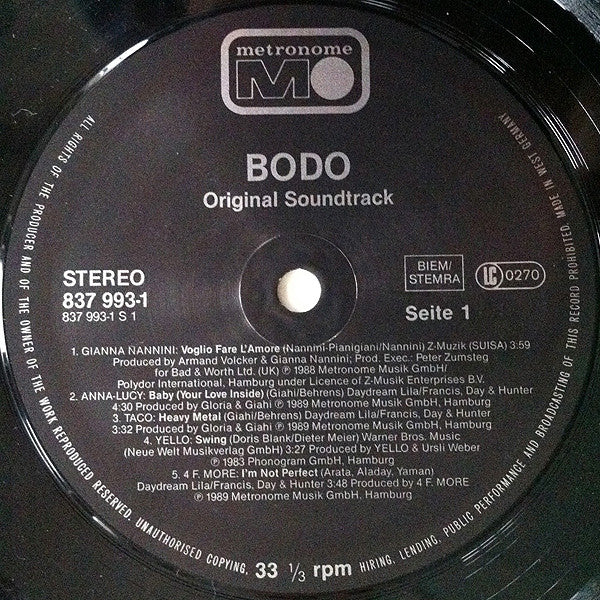 metronome
MO
BODO
Original Soundtrack
STEREO
837 993-1
837 993-1 S 1
BIEM/
STEMRA
LC 0270
Seite 1
1. GIANNA NANNINI: Voglio Fare L'Amore (Nannini-Pianigiani/Nannini) Z-Muzik (SUISA) 3:59
Produced by Armand Volcker & Gianna Nannini; Prod. Exec.: Peter Zumsteg
for Bad & Worth Ltd. (UK) ℗ 1988 Metronome Musik GmbH/
Polydor International, Hamburg under Licence of Z-Musik Enterprises B.V.
2. ANNA-LUCY: Baby (Your Love Inside) (Giahi/Behrens) Daydream Lila/Francis, Day & Hunter
4:30 Produced by Gloria & Giahi ℗ 1989 Metronome Musik GmbH, Hamburg
3. TACO: Heavy Metal (Giahi/Behrens) Daydream Lila/Francis, Day & Hunter
3:32 Produced by Gloria & Giahi ℗ 1989 Metronome Musik GmbH, Hamburg
4. YELLO: Swing (Doris Blank/Dieter Meier) Warner Bros. Music
(Neue Welt Musikverlag GmbH) 3:27 Produced by YELLO & Ursli Weber
℗ 1983 Phonogram GmbH, Hamburg
5. 4 F. MORE: I'm Not Perfect (Arata, Aladay, Yaman)
Daydream Lila/Francis, Day & Hunter 3:48 Produced by 4 F. MORE
℗ 1989 Metronome Musik GmbH, Hamburg
33 1/3 rpm
ALL RIGHTS OF THE PRODUCER AND OF THE OWNER OF THE WORK REPRODUCED RESERVED. UNAUTHORISED COPYING, HIRING, LENDING, PUBLIC PERFORMANCE AND BROADCASTING OF THIS RECORD PROHIBITED. MADE IN WEST GERMANY